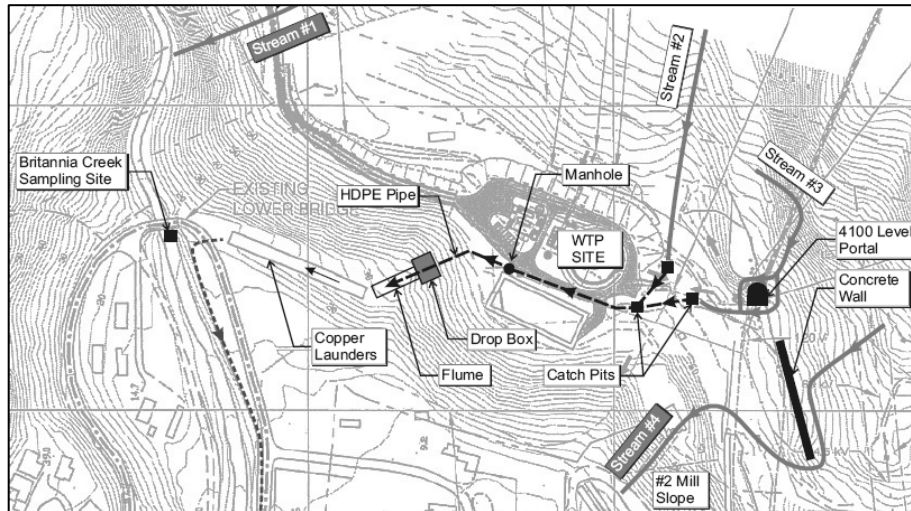 Stream #1
Stream #2
Stream #3
Britannia Creek
Sampling Site
EXISTING
LOWER BRIDGE
HDPE Pipe
Manhole
WTP
SITE
4100 Level
Portal
Concrete
Wall
Copper
Launders
Drop Box
Flume
Catch Pits
Stream #4
#2 Mill
Slope